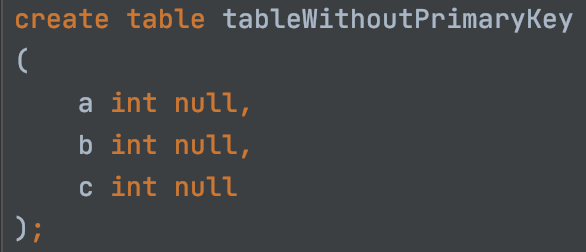 create table tableWithoutPrimaryKey
(
    a int null,
    b int null,
    c int null
);